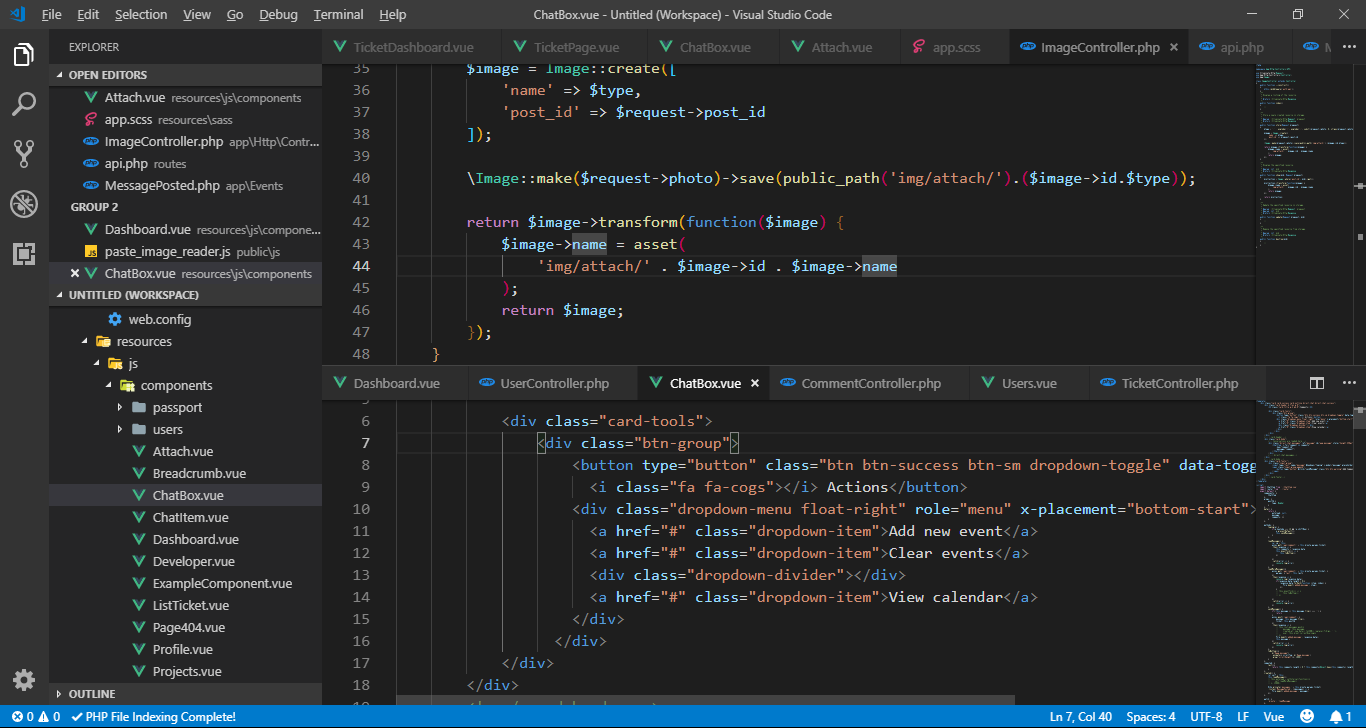 File Edit Selection View Go Debug Terminal Help
ChatBox.vue - Untitled (Workspace) - Visual Studio Code
EXPLORER
OPEN EDITORS
Attach.vue resources\js\components
app.scss resources\sass
ImageController.php app\Http\Contr...
api.php routes
MessagePosted.php app\Events
GROUP 2
Dashboard.vue resources\js\compone...
JS paste_image_reader.js public\js
ChatBox.vue resources\js\components
UNTITLED (WORKSPACE)
web.config
resources
js
components
passport
users
Attach.vue
Breadcrumb.vue
ChatBox.vue
ChatItem.vue
Dashboard.vue
Developer.vue
ExampleComponent.vue
ListTicket.vue
Page404.vue
Profile.vue
Projects.vue
OUTLINE
TicketDashboard.vue TicketPage.vue ChatBox.vue Attach.vue app.scss ImageController.php api.php
35 $image = Image::create([
36 'name' => $type,
37 'post_id' => $request->post_id
38 ]);
39
40 \Image::make($request->photo)->save(public_path('img/attach/').($image->id.$type));
41
42 return $image->transform(function($image) {
43 $image->name = asset(
44 'img/attach/' . $image->id . $image->name
45 );
46 return $image;
47 });
48 }
Dashboard.vue UserController.php ChatBox.vue CommentController.php Users.vue TicketController.php
6 <div class="card-tools">
7 <div class="btn-group">
8 <button type="button" class="btn btn-success btn-sm dropdown-toggle" data-togg
9 <i class="fa fa-cogs"></i> Actions</button>
10 <div class="dropdown-menu float-right" role="menu" x-placement="bottom-start">
11 <a href="#" class="dropdown-item">Add new event</a>
12 <a href="#" class="dropdown-item">Clear events</a>
13 <div class="dropdown-divider"></div>
14 <a href="#" class="dropdown-item">View calendar</a>
15 </div>
16 </div>
17 </div>
18 </div>
0 0 PHP File Indexing Complete! Ln 7, Col 40 Spaces: 4 UTF-8 LF Vue 1